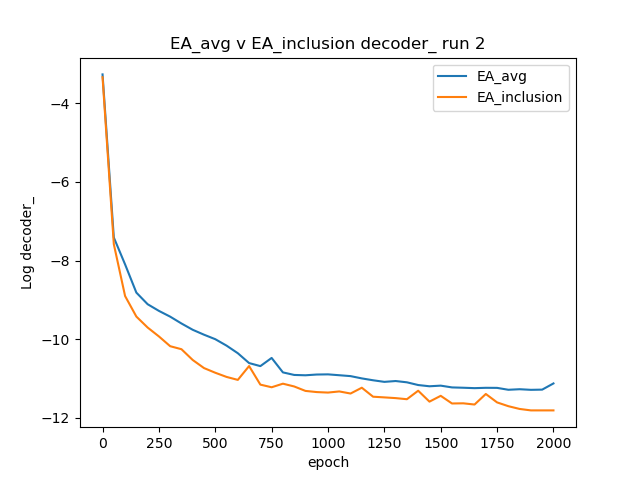 EA_avg v EA_inclusion decoder_ run 2
EA_avg
EA_inclusion
Log decoder_
−4
−6
−8
−10
−12
0 250 500 750 1000 1250 1500 1750 2000
epoch